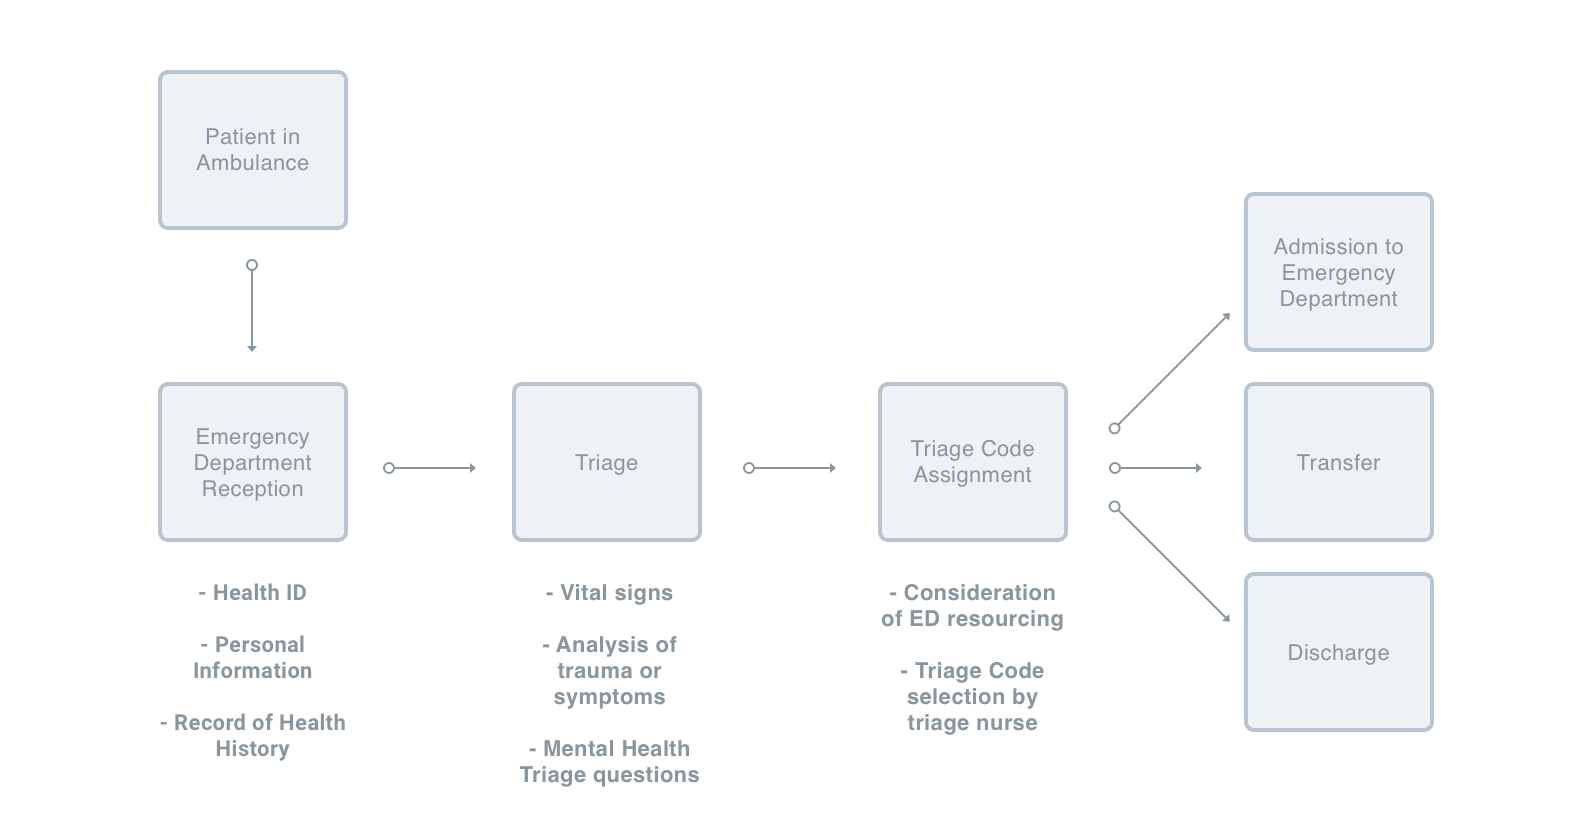 Patient in
Ambulance
Admission to
Emergency
Department
Emergency
Department
Reception
Triage
Triage Code
Assignment
Transfer
- Health ID
- Personal
Information
- Record of Health
History
- Vital signs
- Analysis of
trauma or
symptoms
- Mental Health
Triage questions
- Consideration
of ED resourcing
- Triage Code
selection by
triage nurse
Discharge